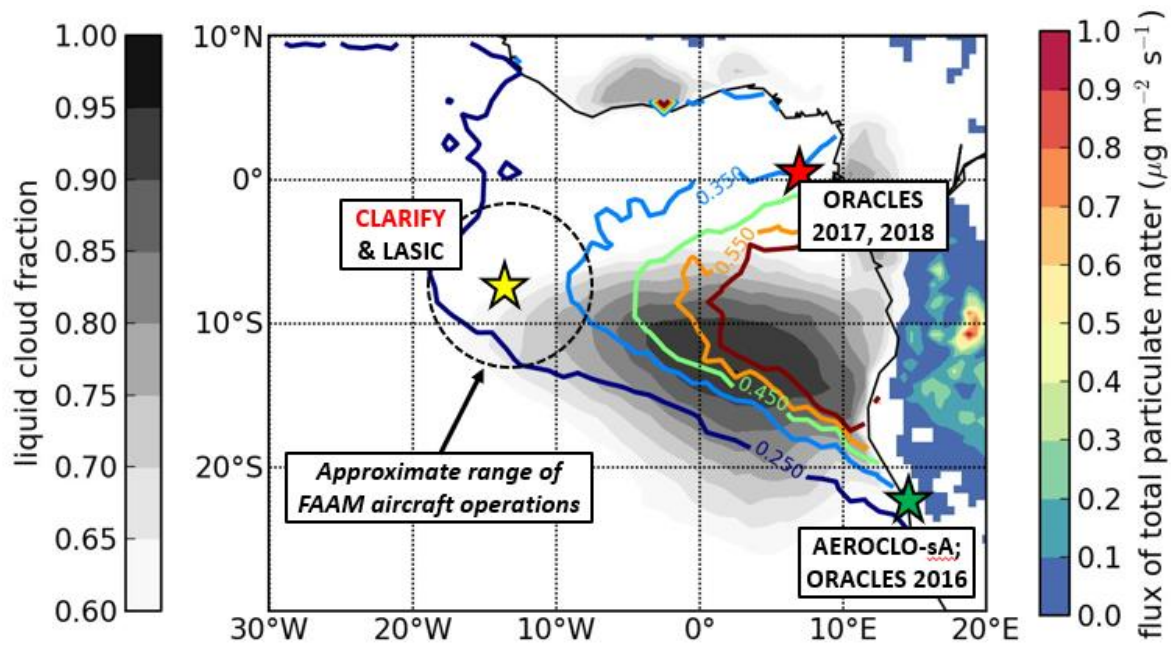 liquid cloud fraction
1.00
0.95
0.90
0.85
0.80
0.75
0.70
0.65
0.60
10°N
0°
10°S
20°S
30°W
20°W
10°W
0°
10°E
20°E
CLARIFY
& LASIC
ORACLES
2017, 2018
0.350
0.550
0.450
0.250
Approximate range of
FAAM aircraft operations
AEROCLO-sA;
ORACLES 2016
1.0
0.9
0.8
0.7
0.6
0.5
0.4
0.3
0.2
0.1
0.0
flux of total particulate matter (μg m⁻² s⁻¹)